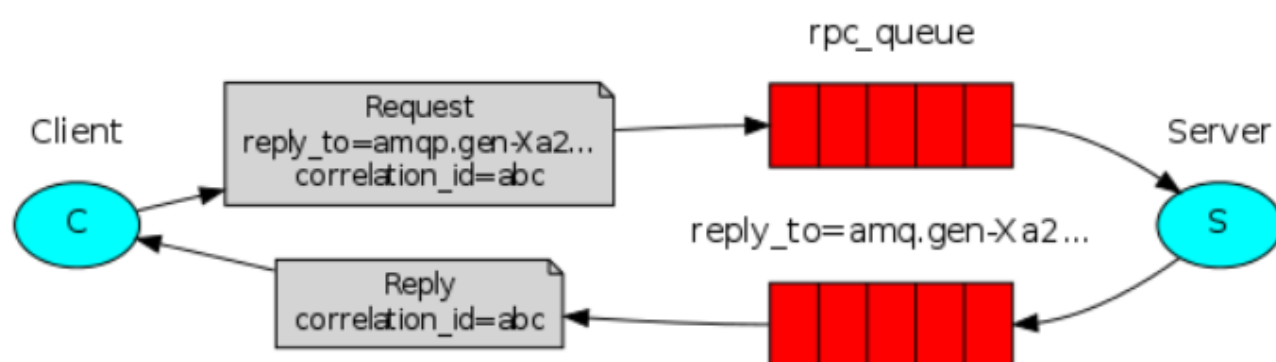 rpc_queue
Client
Request
reply_to=amqp.gen-Xa2...
correlation_id=abc
Server
C
S
reply_to=amq.gen-Xa2...
Reply
correlation_id=abc